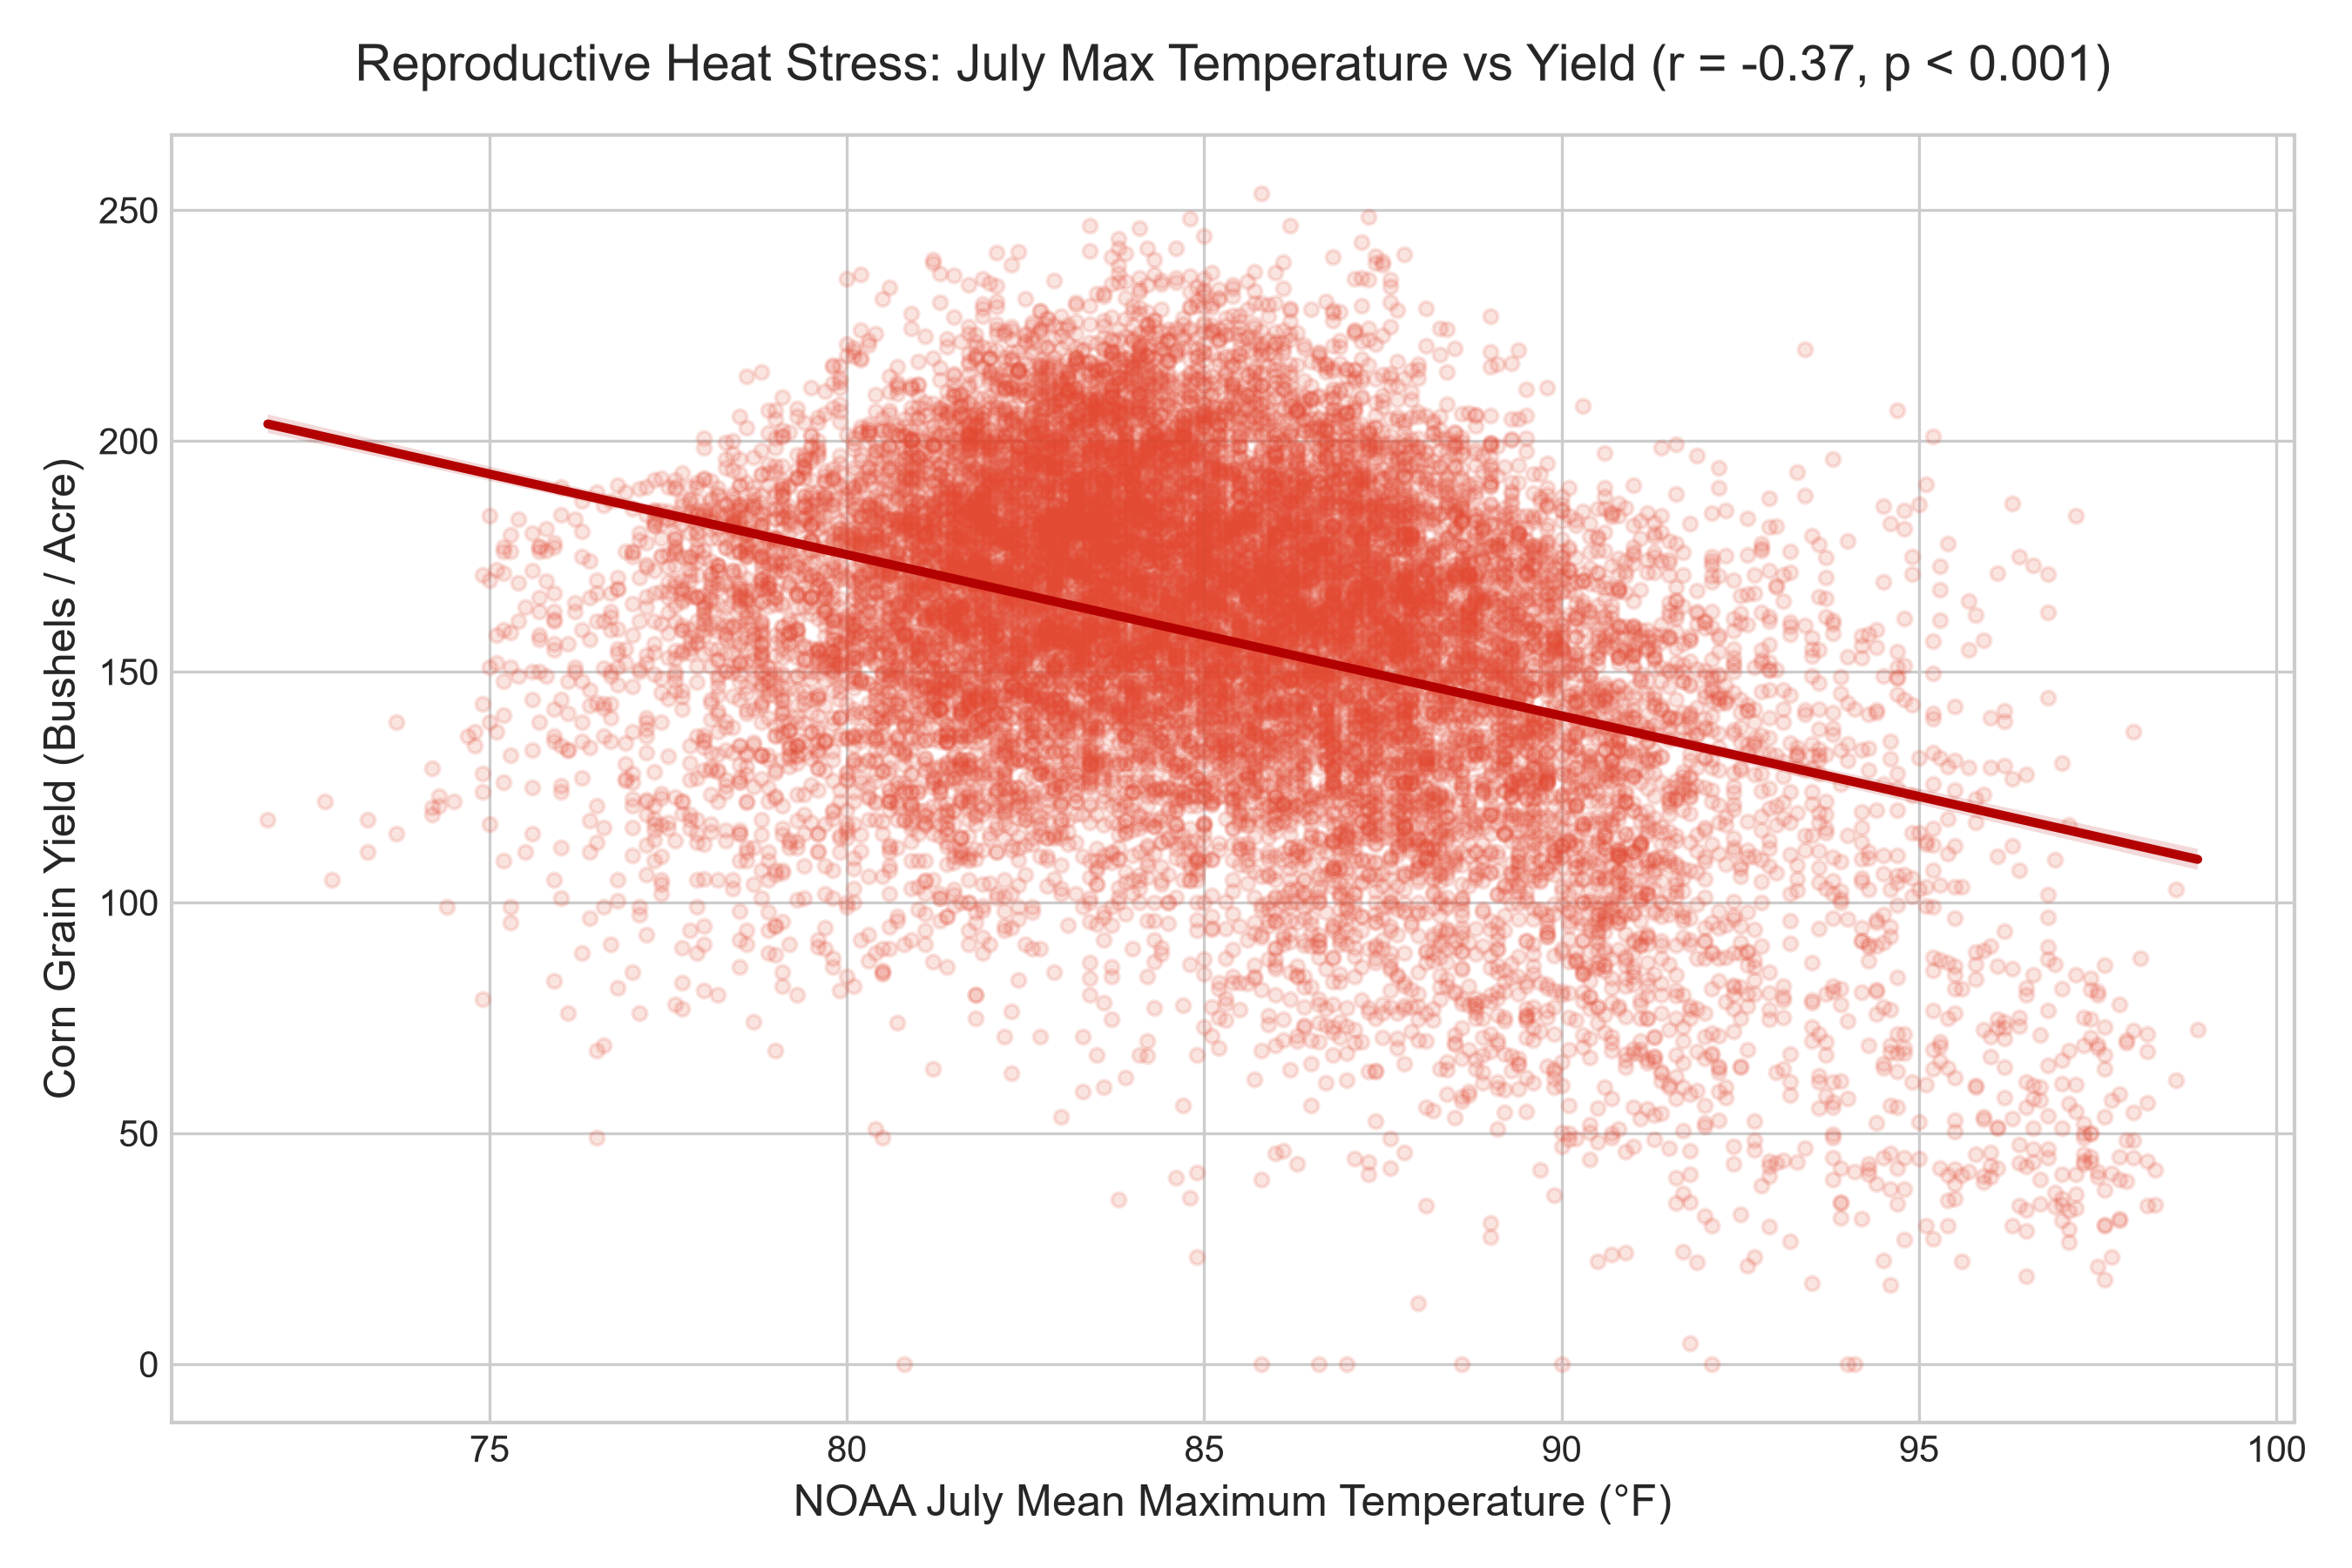 Reproductive Heat Stress: July Max Temperature vs Yield (r = -0.37, p < 0.001)
Corn Grain Yield (Bushels / Acre)
250
200
150
100
50
0
75 80 85 90 95 100
NOAA July Mean Maximum Temperature (°F)